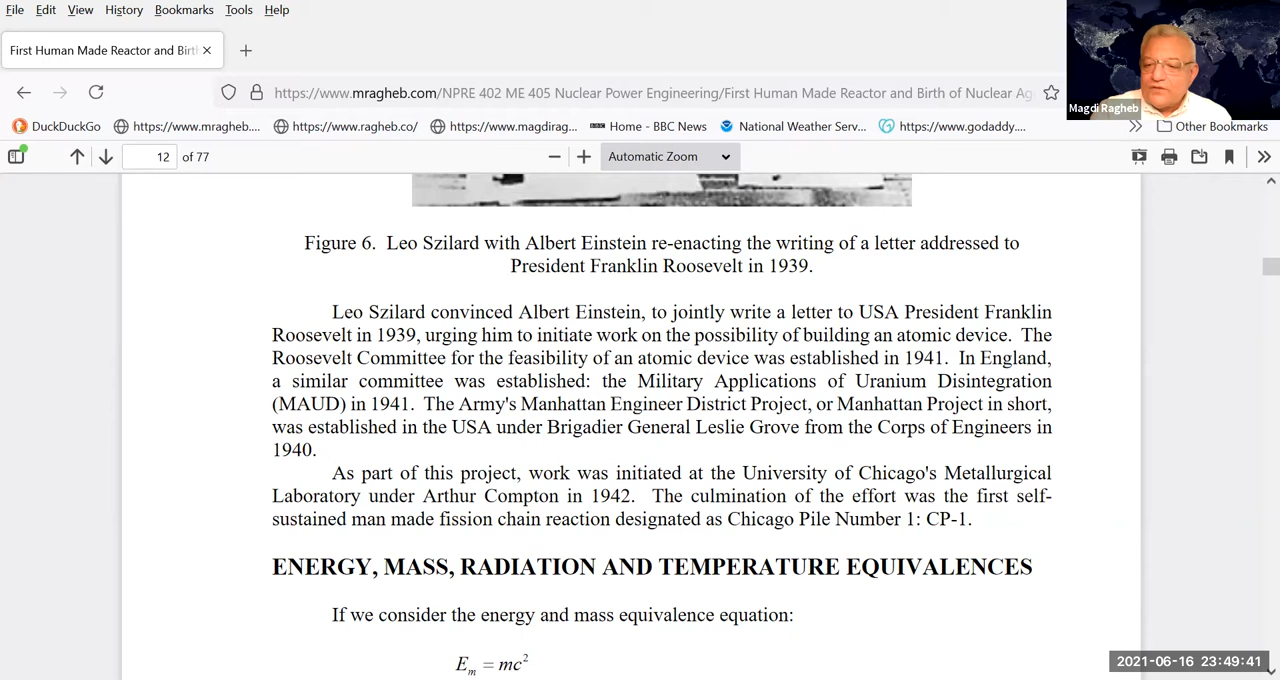 File Edit View History Bookmarks Tools Help
First Human Made Reactor and Birt
https://www.mragheb.com/NPRE 402 ME 405 Nuclear Power Engineering/First Human Made Reactor and Birth of Nuclear Ag
Magdi Ragheb
DuckDuckGo https://www.mragheb.... https://www.ragheb.co/ https://www.magdirag... BBC Home - BBC News National Weather Serv... https://www.godaddy.... Other Bookmarks
12 of 77 Automatic Zoom
Figure 6. Leo Szilard with Albert Einstein re-enacting the writing of a letter addressed to
President Franklin Roosevelt in 1939.
Leo Szilard convinced Albert Einstein, to jointly write a letter to USA President Franklin
Roosevelt in 1939, urging him to initiate work on the possibility of building an atomic device. The
Roosevelt Committee for the feasibility of an atomic device was established in 1941. In England,
a similar committee was established: the Military Applications of Uranium Disintegration
(MAUD) in 1941. The Army's Manhattan Engineer District Project, or Manhattan Project in short,
was established in the USA under Brigadier General Leslie Grove from the Corps of Engineers in
1940.
As part of this project, work was initiated at the University of Chicago's Metallurgical
Laboratory under Arthur Compton in 1942. The culmination of the effort was the first self-
sustained man made fission chain reaction designated as Chicago Pile Number 1: CP-1.
ENERGY, MASS, RADIATION AND TEMPERATURE EQUIVALENCES
If we consider the energy and mass equivalence equation:
Eₘ = mc²
2021-06-16 23:49:41